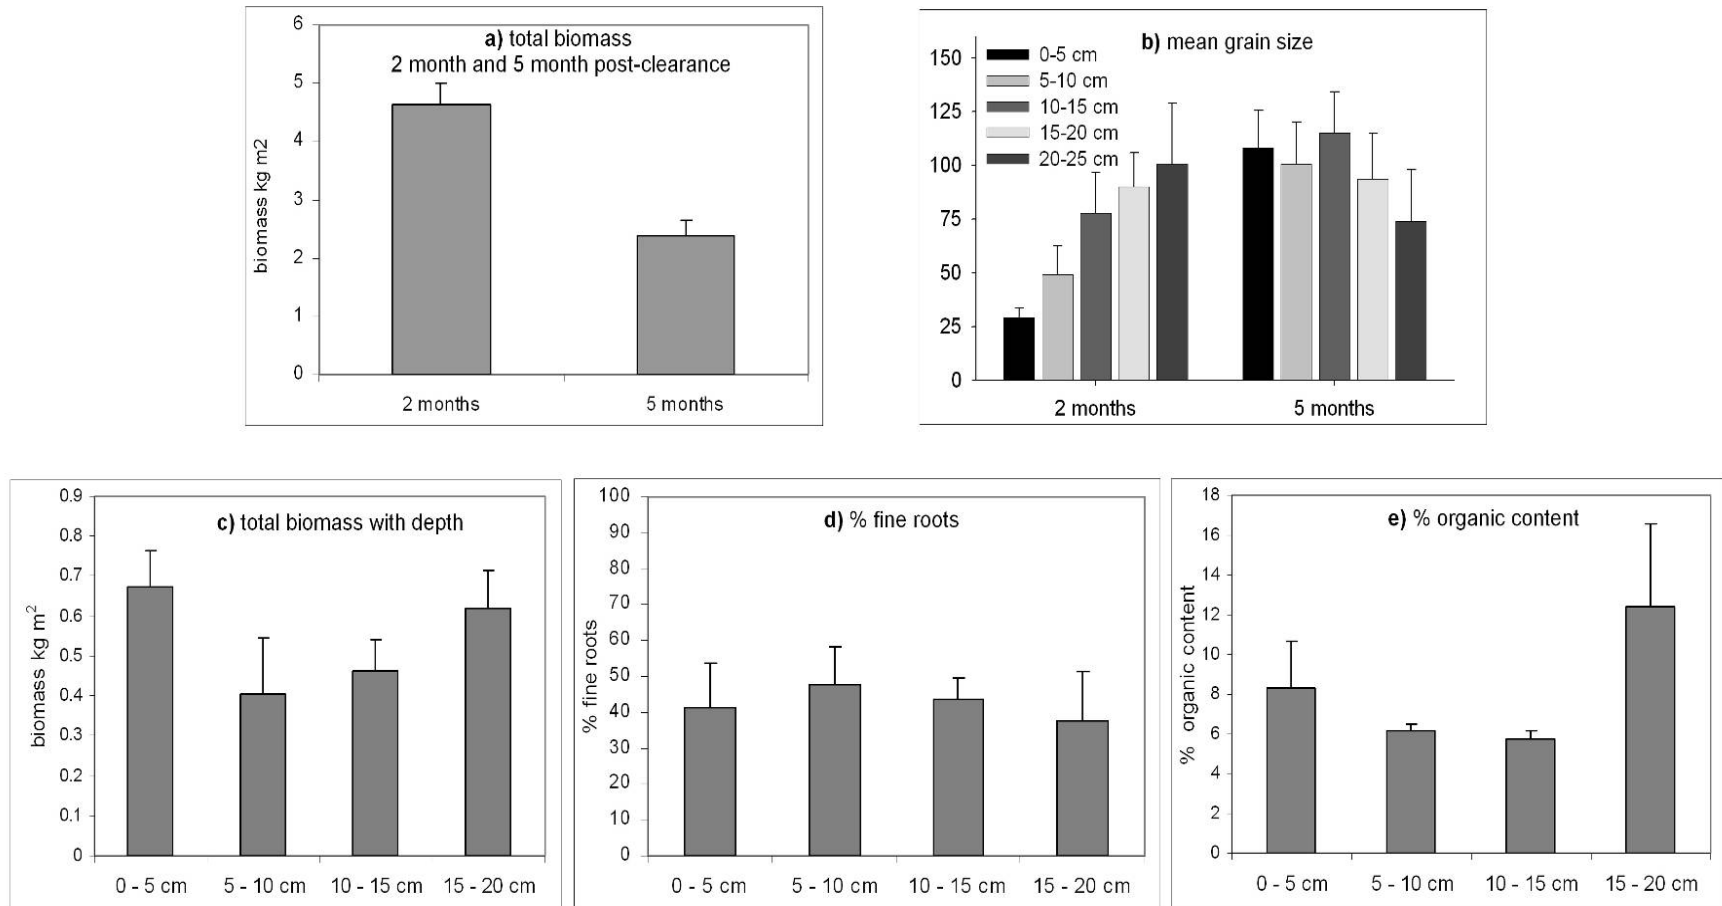 a) total biomass
2 month and 5 month post-clearance
biomass kg m2
6
5
4
3
2
1
0
2 months
5 months
b) mean grain size
0-5 cm
5-10 cm
10-15 cm
15-20 cm
20-25 cm
150
125
100
75
50
25
0
2 months
5 months
c) total biomass with depth
biomass kg m²
0.9
0.8
0.7
0.6
0.5
0.4
0.3
0.2
0.1
0
0 - 5 cm
5 - 10 cm
10 - 15 cm
15 - 20 cm
d) % fine roots
% fine roots
100
90
80
70
60
50
40
30
20
10
0
0 - 5 cm
5 - 10 cm
10 - 15 cm
15 - 20 cm
e) % organic content
% organic content
18
16
14
12
10
8
6
4
2
0
0 - 5 cm
5 - 10 cm
10 - 15 cm
15 - 20 cm